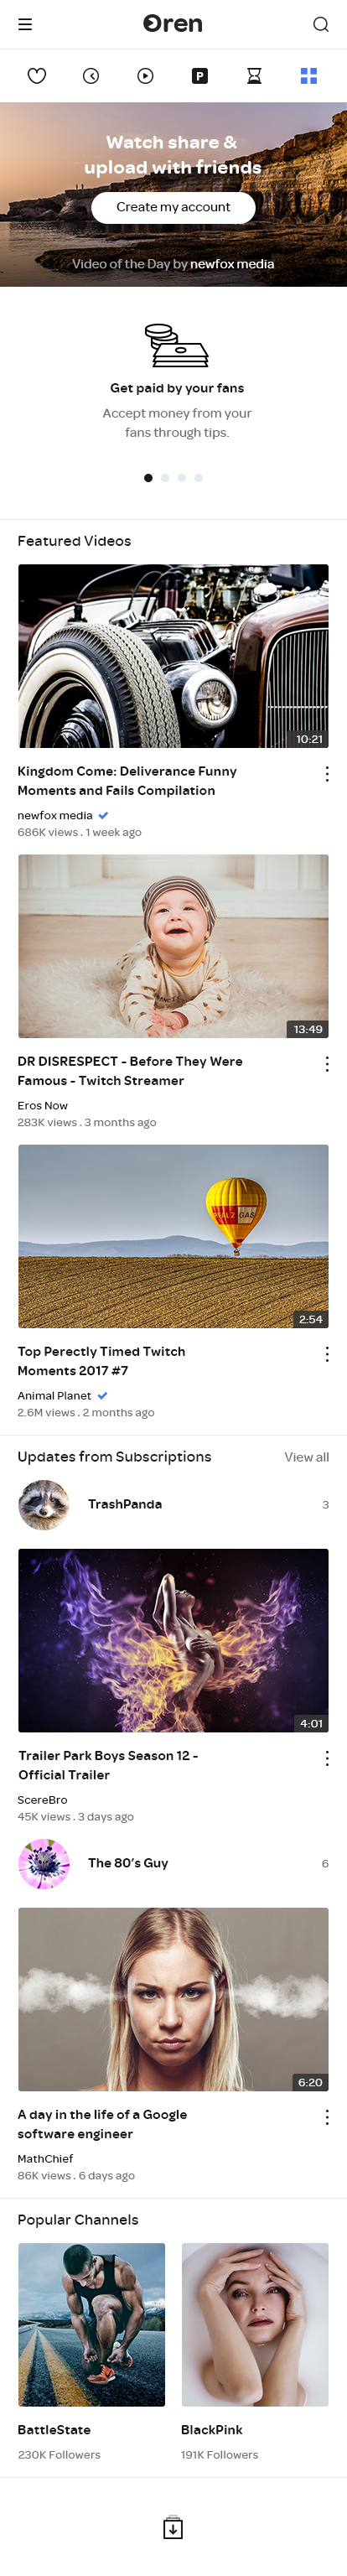 Oren
P
Watch share &
upload with friends
Create my account
Video of the Day by newfox media
Get paid by your fans
Accept money from your
fans through tips.
Featured Videos
10:21
Kingdom Come: Deliverance Funny
Moments and Fails Compilation
newfox media
686K views . 1 week ago
13:49
DR DISRESPECT - Before They Were
Famous - Twitch Streamer
Eros Now
283K views . 3 months ago
GAS
2:54
Top Perectly Timed Twitch
Moments 2017 #7
Animal Planet
2.6M views . 2 months ago
Updates from Subscriptions
View all
TrashPanda
3
4:01
Trailer Park Boys Season 12 -
Official Trailer
ScereBro
45K views . 3 days ago
The 80’s Guy
6
6:20
A day in the life of a Google
software engineer
MathChief
86K views . 6 days ago
Popular Channels
BattleState
BlackPink
230K Followers
191K Followers